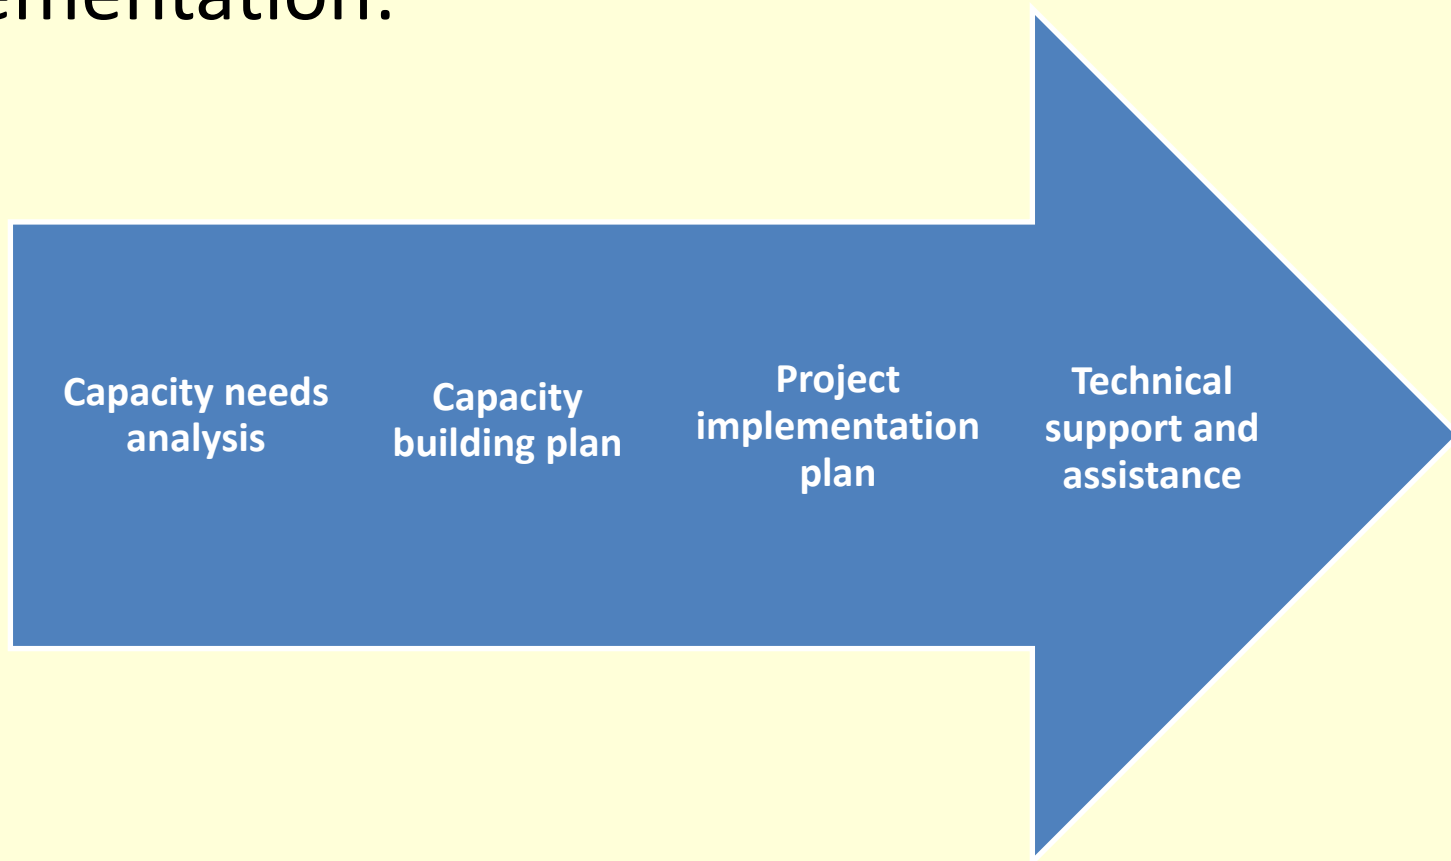 ementation.
Capacity needs
analysis
Capacity
building plan
Project
implementation
plan
Technical
support and
assistance